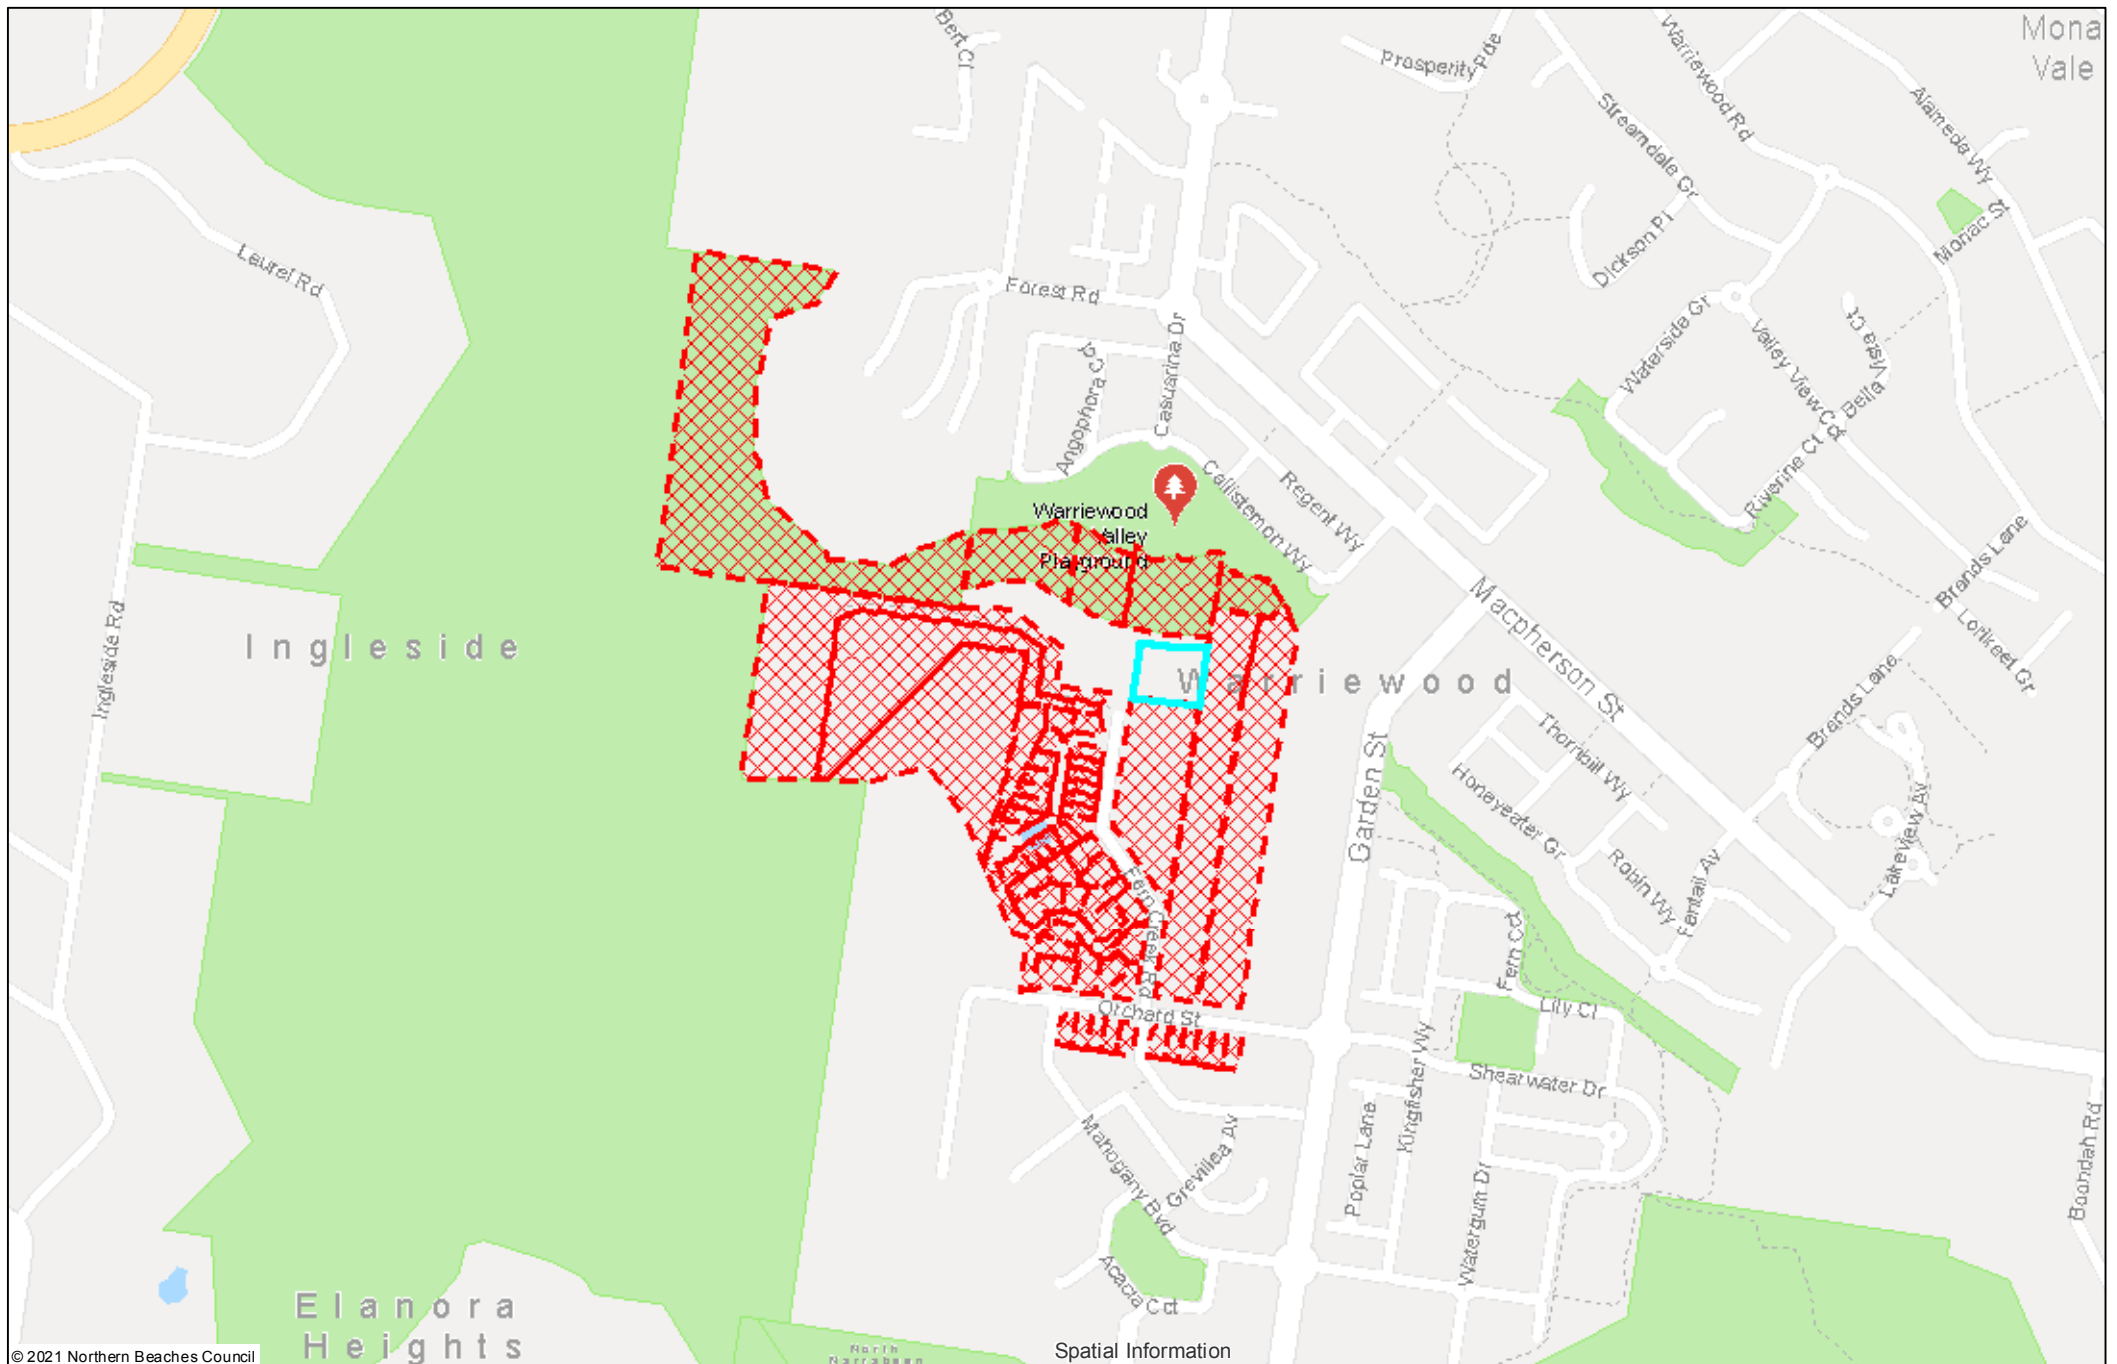 Mona
Vale
Bert Ct
Prosperity Pde
Warriewood Rd
Alameda Wy
Streamdale Gr
Dickson Pl
Moriac St
Laurel Rd
Forest Rd
Casuarina Dr
Angophora Ct
Waterside Gr
Valley View Cct
Bella Vista Ct
Riverine Ct
Callistemon Wy
Regent Wy
Warriewood
Valley
Playground
Macpherson St
Brands Lane
Lorikeet Gr
Ingleside
Ingleside Rd
Warriewood
Brands Lane
Thornbill Wy
Honeyeater Gr
Robin Wy
Fantail Av
Lakeview Av
Garden St
Fern Creek Rd
Fern Cct
Lily Cl
Orchard St
Shearwater Dr
Kingfisher Wy
Poplar Lane
Watergum Dr
Boondah Rd
Mahogany Bvd
Grevillea Av
Acacia Cct
Elanora
Heights
North
Narrabeen
Spatial Information
© 2021 Northern Beaches Council